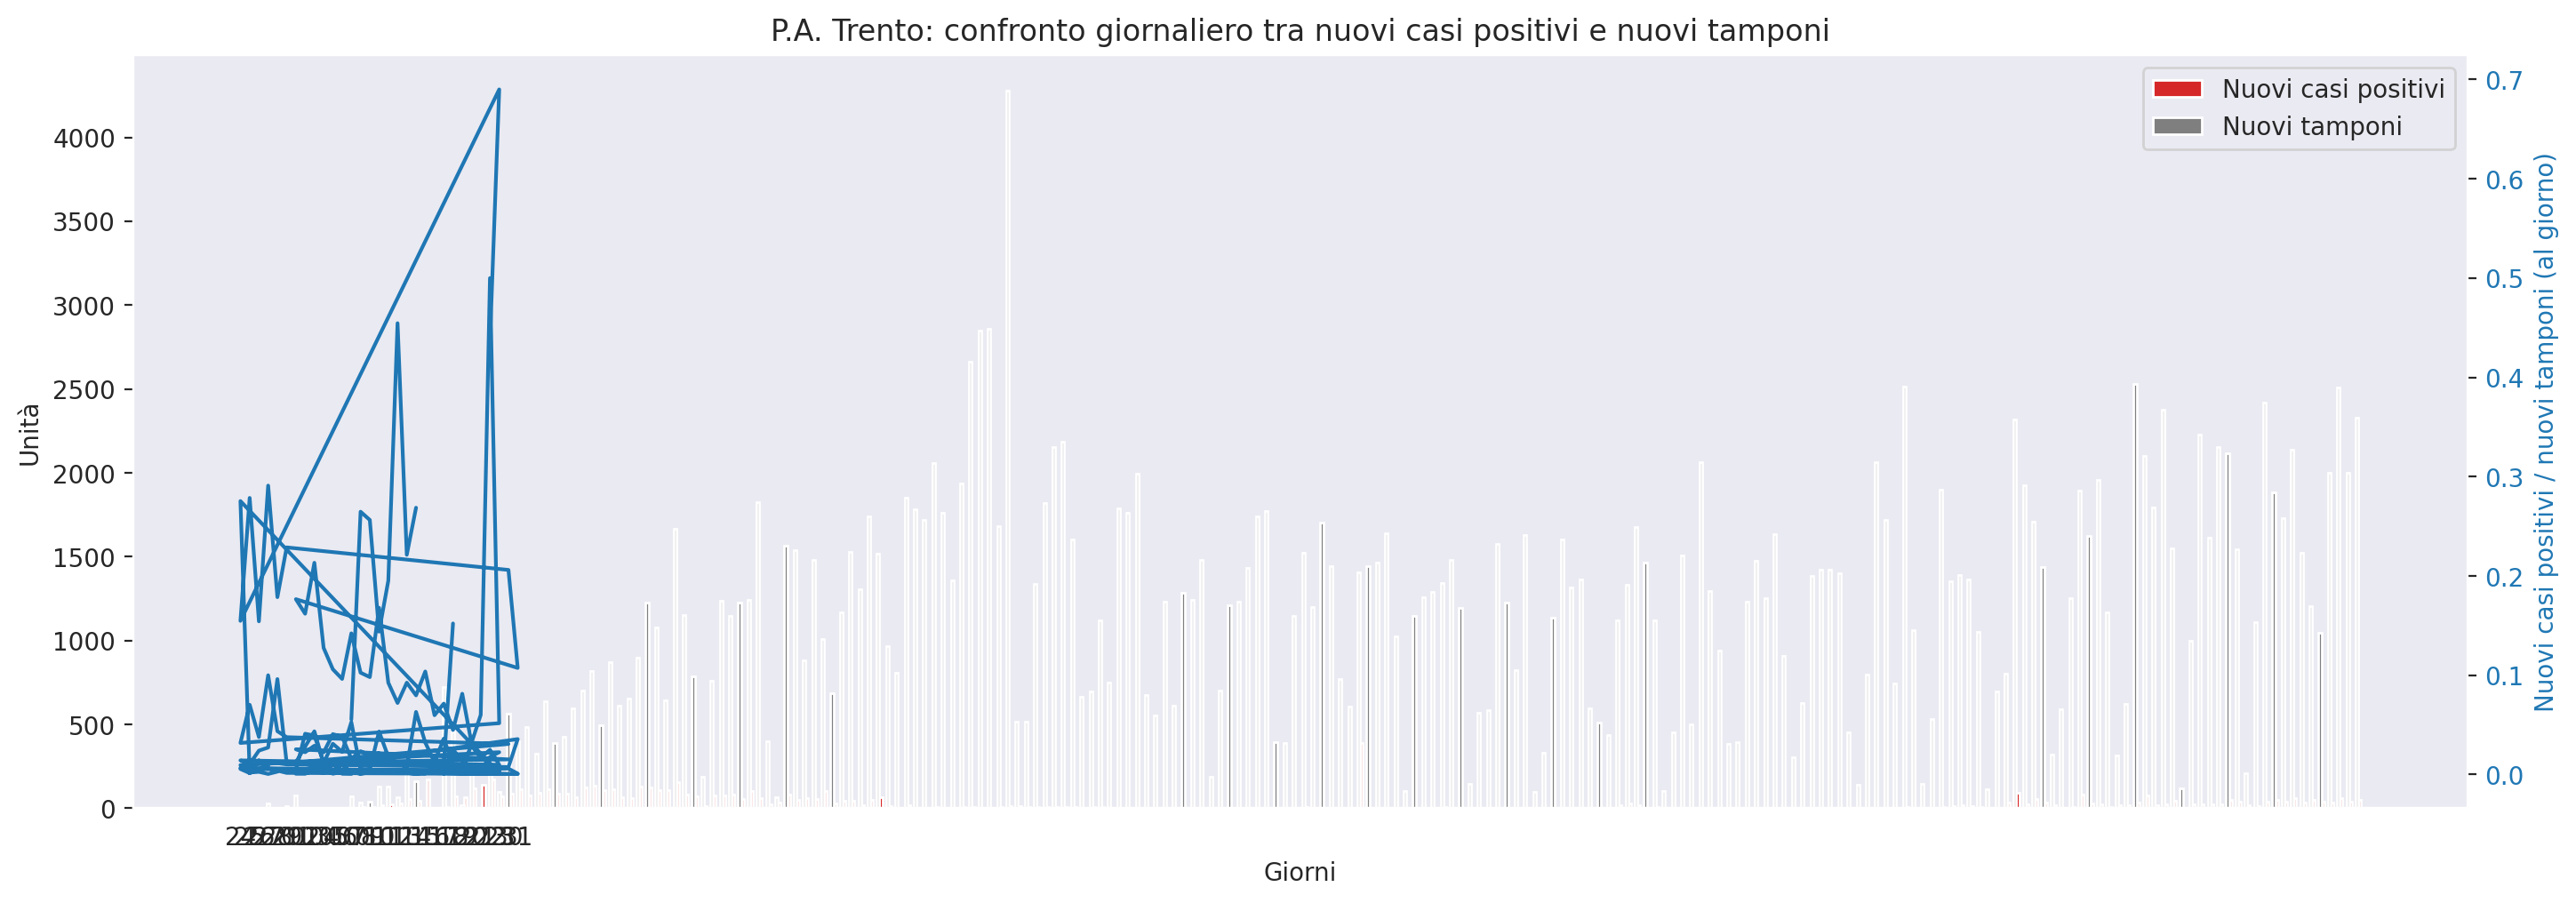 P.A. Trento: confronto giornaliero tra nuovi casi positivi e nuovi tamponi
Nuovi casi positivi
Nuovi tamponi
4000
3500
3000
2500
2000
1500
1000
500
0
Unità
0.7
0.6
0.5
0.4
0.3
0.2
0.1
0.0
Nuovi casi positivi / nuovi tamponi (al giorno)
Giorni